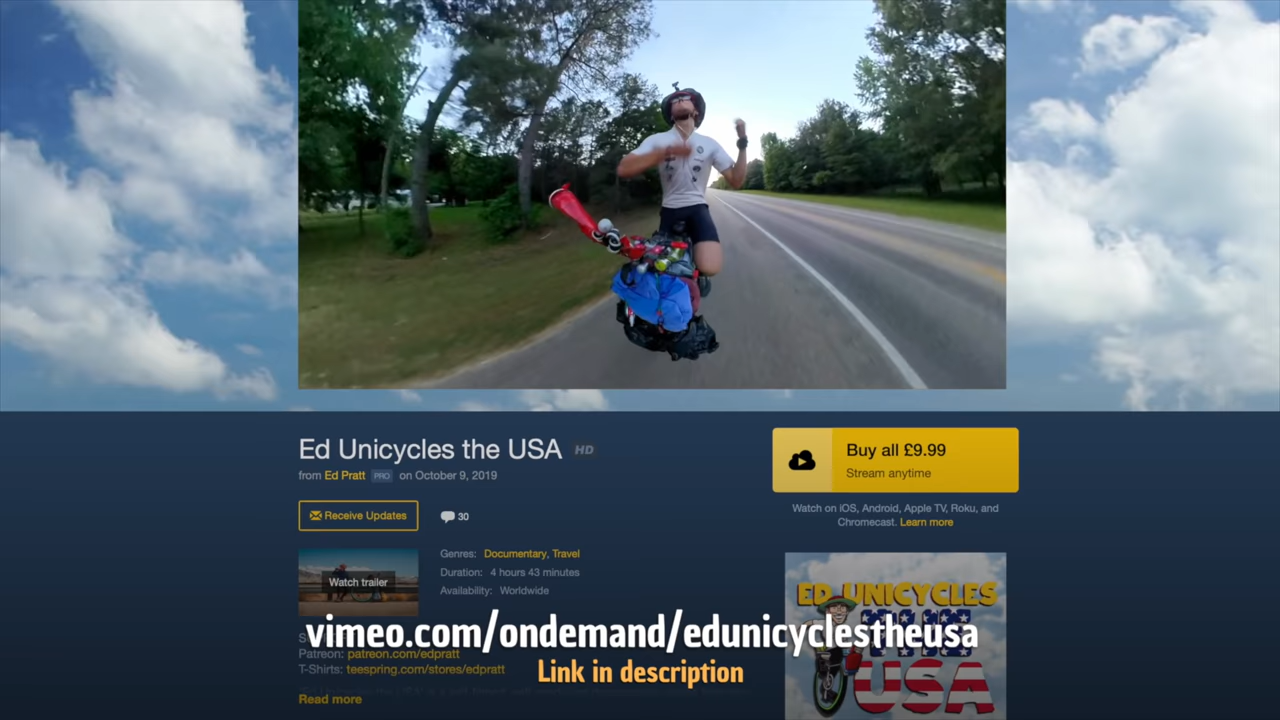 Ed Unicycles the USA HD
from Ed Pratt PRO on October 9, 2019
Receive Updates
30
Buy all £9.99
Stream anytime
Watch on iOS, Android, Apple TV, Roku, and
Chromecast. Learn more
Watch trailer
Genres: Documentary, Travel
Duration: 4 hours 43 minutes
Availability: Worldwide
vimeo.com/ondemand/edunicyclestheusa
Link in description
Patreon: patreon.com/edpratt
T-Shirts: teespring.com/stores/edpratt
Read more
ED UNICYCLES
THE
USA